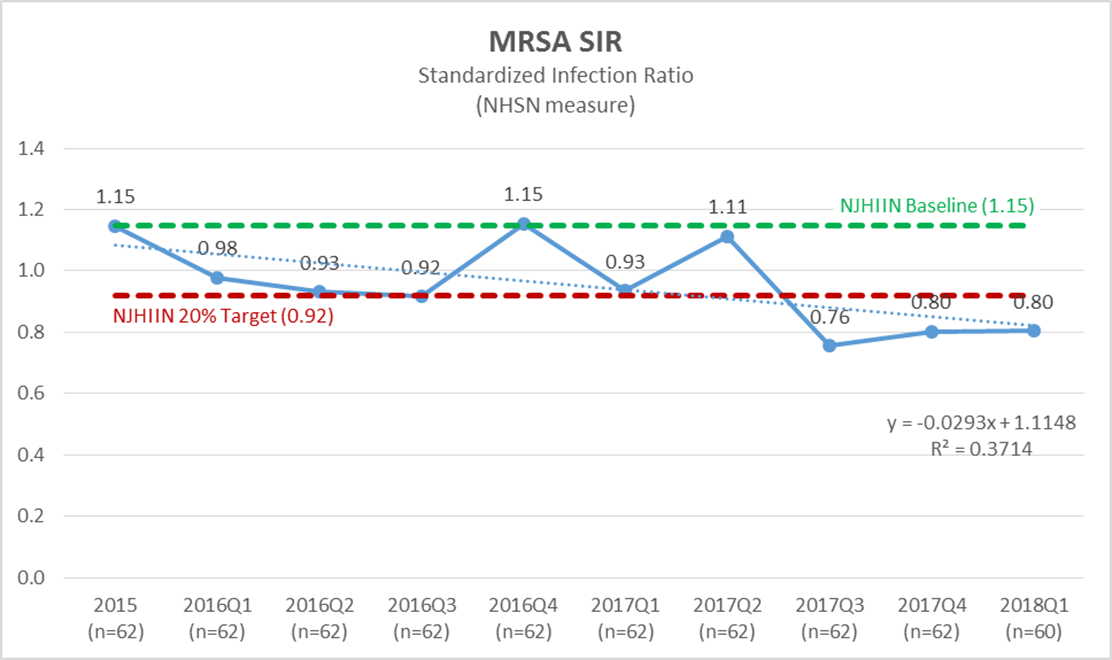 MRSA SIR
Standardized Infection Ratio
(NHSN measure)
1.4
1.2
1.0
0.8
0.6
0.4
0.2
0.0
1.15
0.98
0.93
0.92
1.15
0.93
1.11
0.76
0.80
0.80
NJHIIN Baseline (1.15)
NJHIIN 20% Target (0.92)
y = -0.0293x + 1.1148
R² = 0.3714
2015 2016Q1 2016Q2 2016Q3 2016Q4 2017Q1 2017Q2 2017Q3 2017Q4 2018Q1
(n=62) (n=62) (n=62) (n=62) (n=62) (n=62) (n=62) (n=62) (n=62) (n=60)